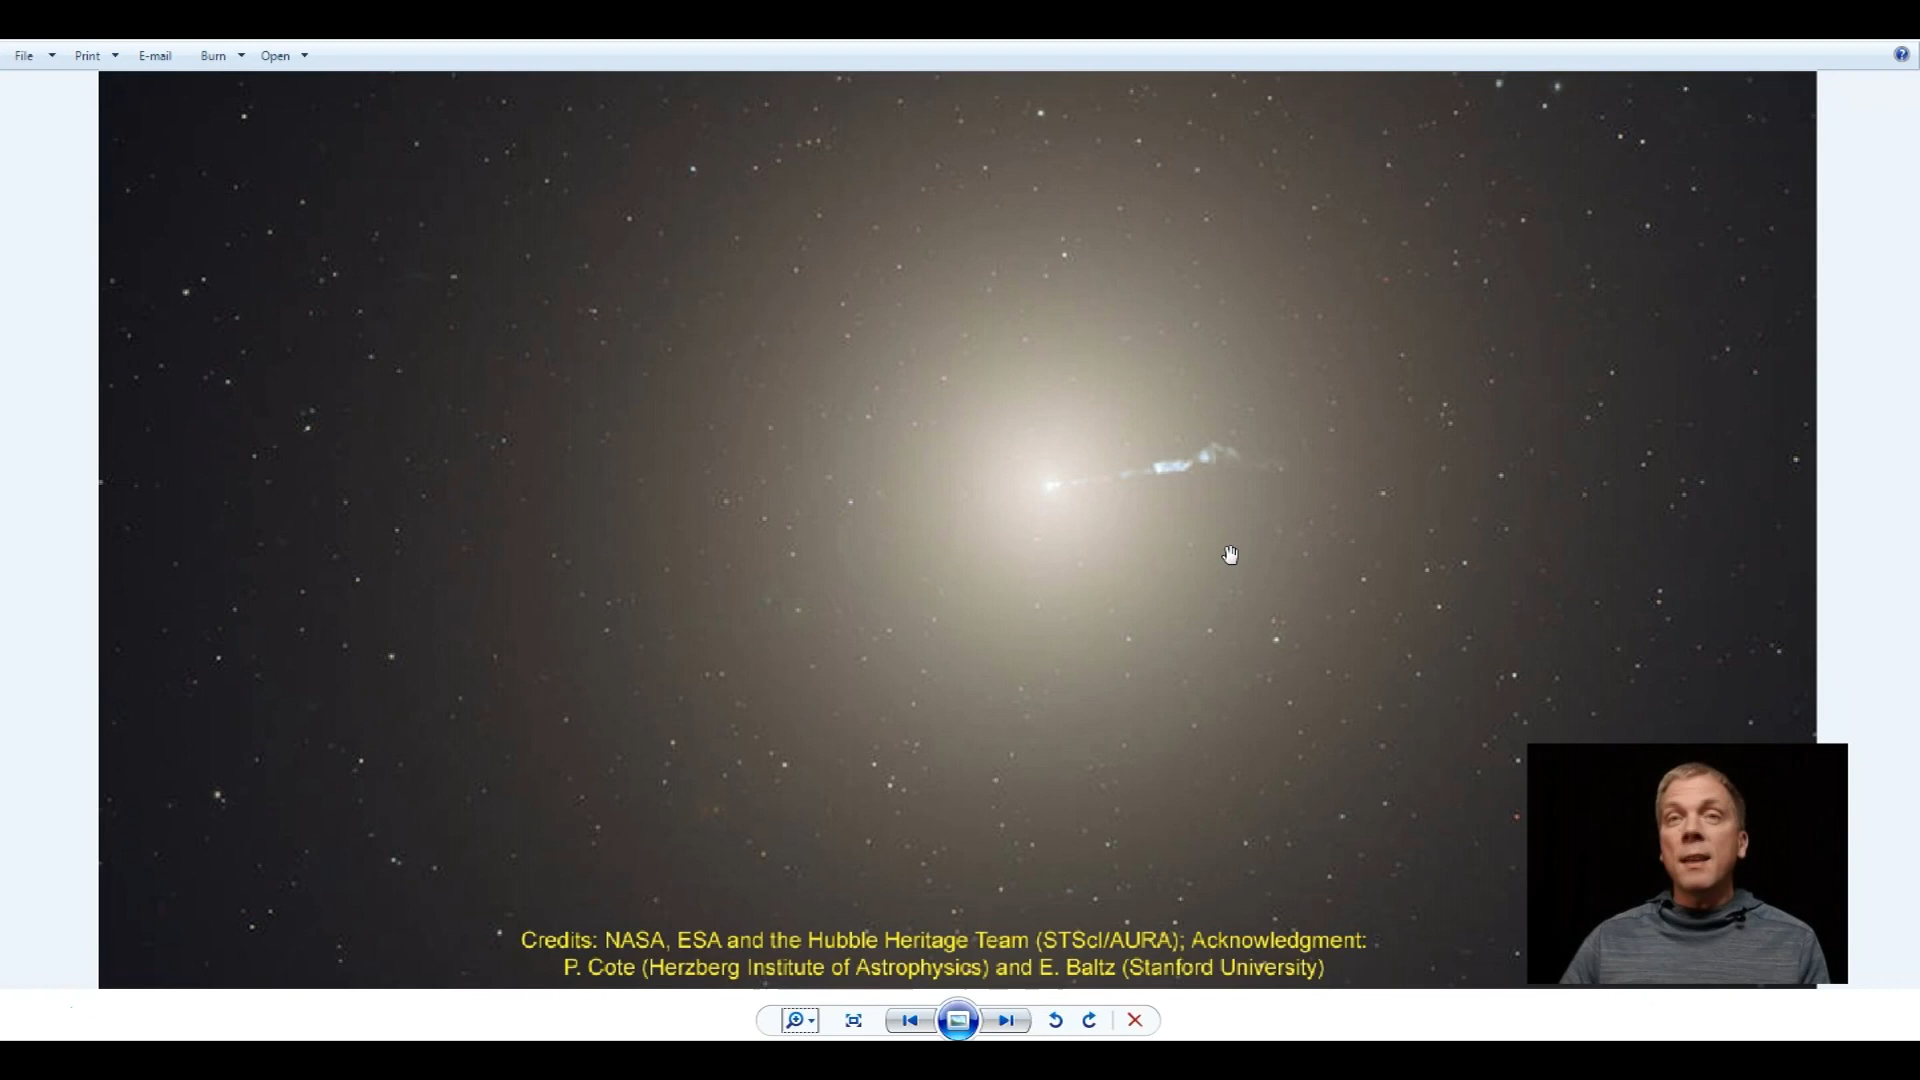 File
Print
E-mail
Burn
Open
Credits: NASA, ESA and the Hubble Heritage Team (STScI/AURA); Acknowledgment:
P. Cote (Herzberg Institute of Astrophysics) and E. Baltz (Stanford University)